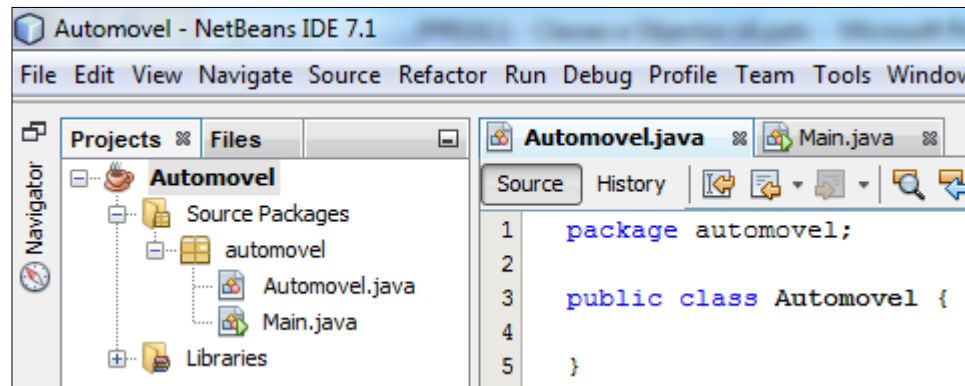 Automovel - NetBeans IDE 7.1
File Edit View Navigate Source Refactor Run Debug Profile Team Tools Window
Navigator
Projects Files
Automovel
Source Packages
automovel
Automovel.java
Main.java
Libraries
Automovel.java Main.java
Source History
1 package automovel;
2
3 public class Automovel {
4
5 }